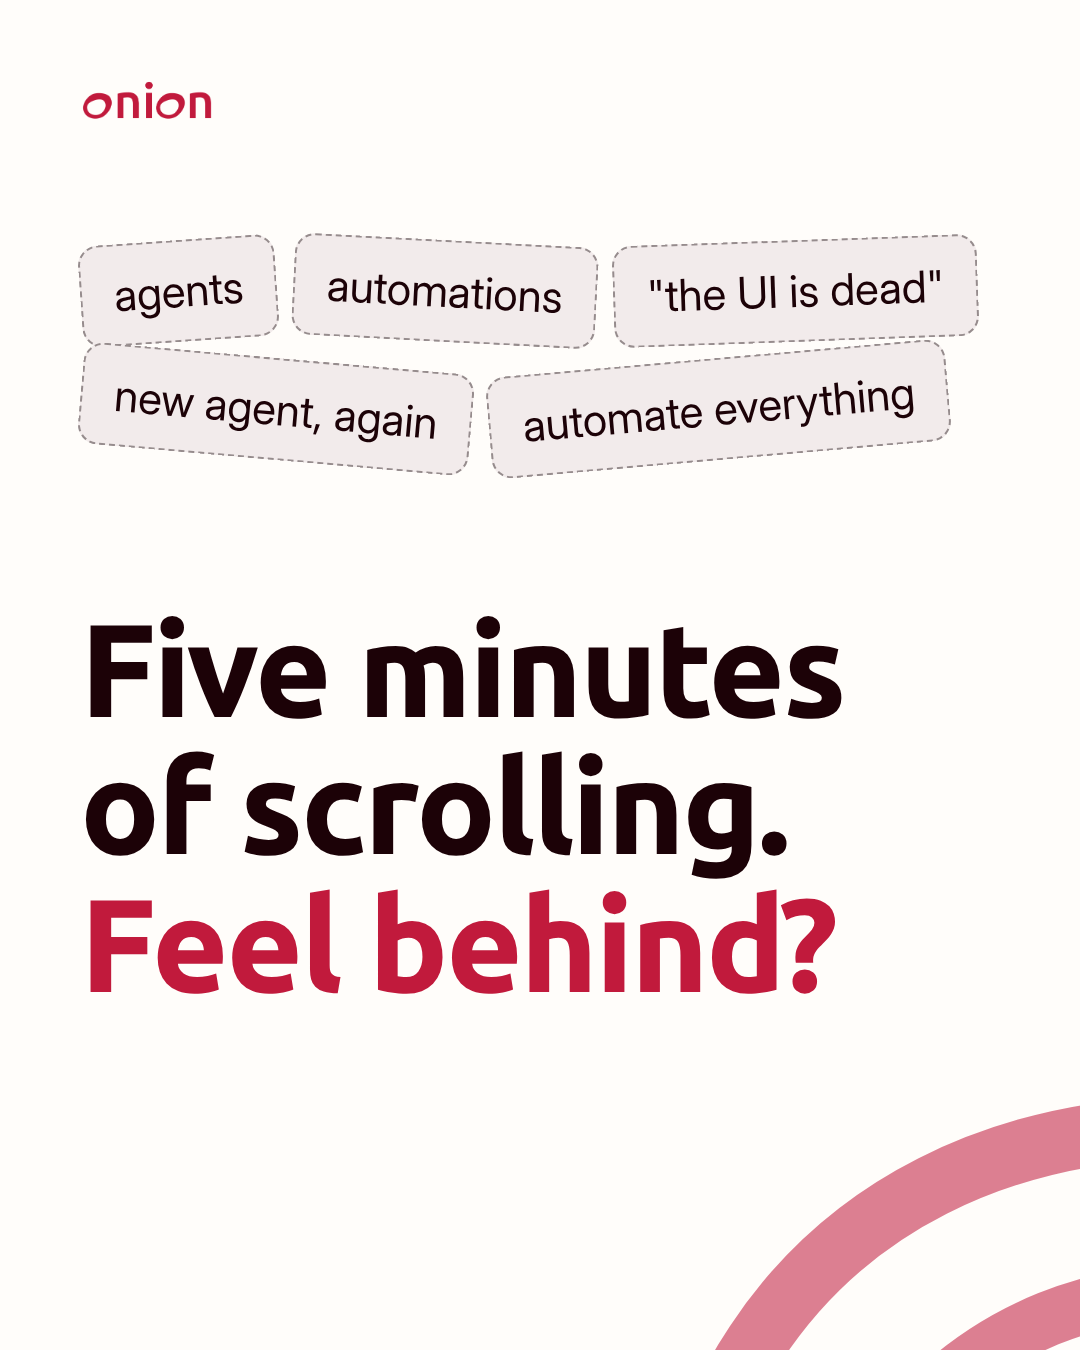 onion
agents
automations
"the UI is dead"
new agent, again
automate everything
Five minutes
of scrolling.
Feel behind?